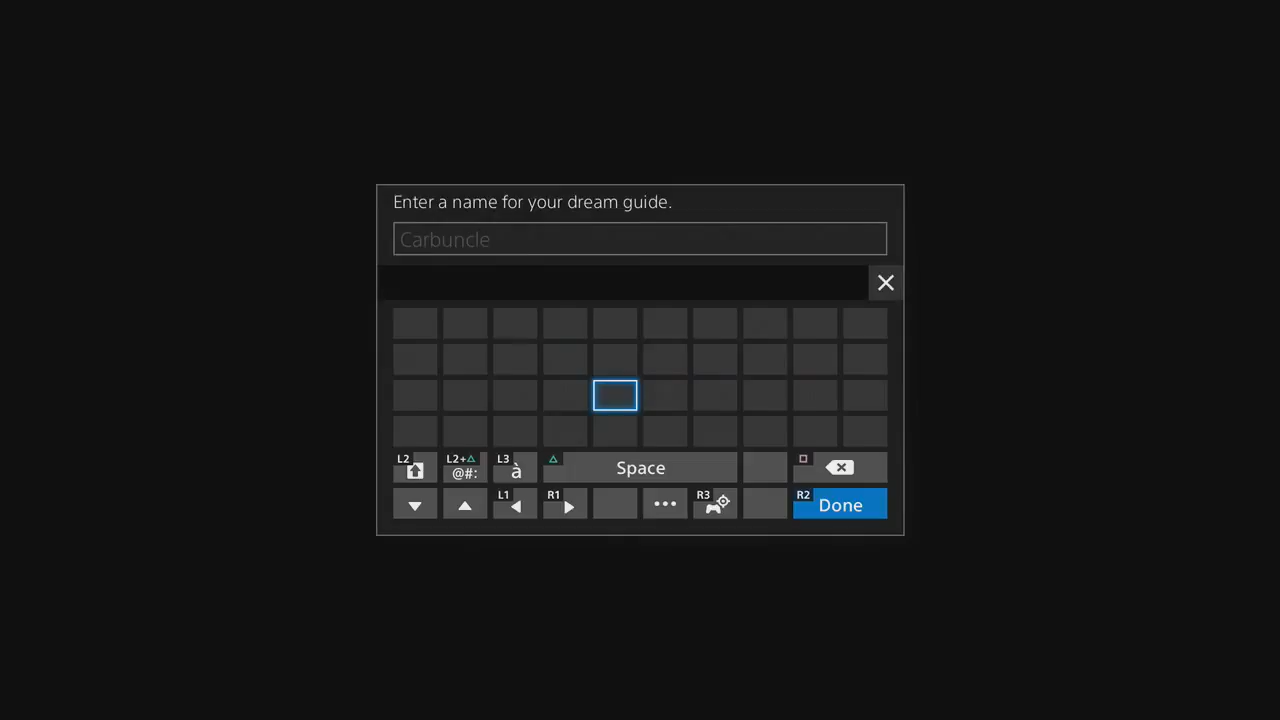 Enter a name for your dream guide.
Carbuncle
L2 L2+△ @#: L3 à △ Space □
L1 R1 ••• R3 R2 Done